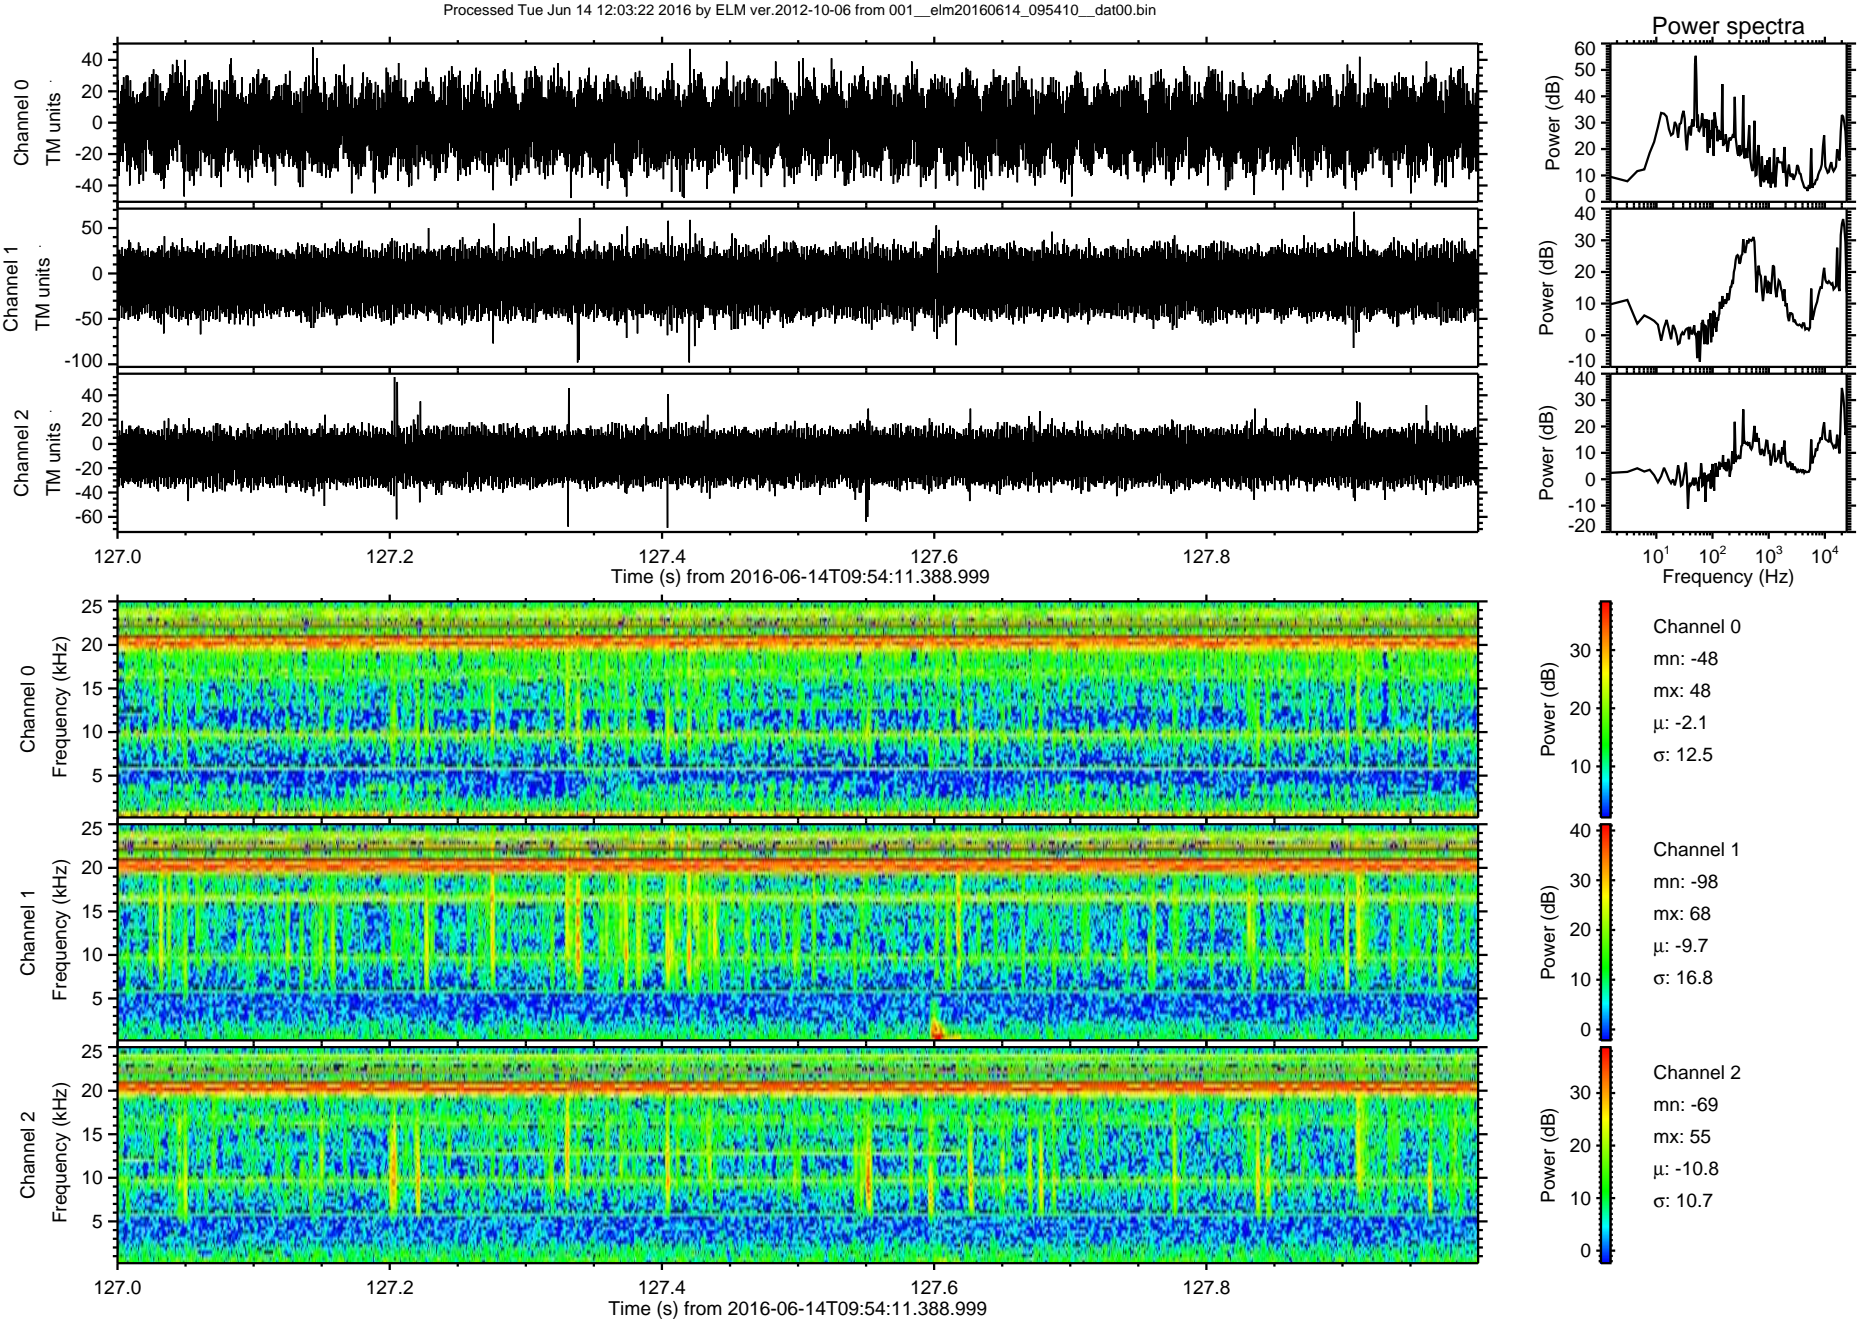 Processed Tue Jun 14 12:03:22 2016 by ELM ver.2012-10-06 from 001__elm20160614_095410__dat00.bin
Power spectra
Channel 0
TM units
40
20
0
-20
-40
Power (dB)
60
50
40
30
20
10
0
Channel 1
TM units
50
0
-50
-100
Power (dB)
40
30
20
10
0
-10
Channel 2
TM units
40
20
0
-20
-40
-60
Power (dB)
40
30
20
10
0
-10
-20
127.0 127.2 127.4 127.6 127.8
Time (s) from 2016-06-14T09:54:11.388.999
10¹ 10² 10³ 10⁴
Frequency (Hz)
Channel 0
Frequency (kHz)
25
20
15
10
5
Power (dB)
30
20
10
Channel 0
mn: -48
mx: 48
μ: -2.1
σ: 12.5
Channel 1
Frequency (kHz)
25
20
15
10
5
Power (dB)
40
30
20
10
0
Channel 1
mn: -98
mx: 68
μ: -9.7
σ: 16.8
Channel 2
Frequency (kHz)
25
20
15
10
5
Power (dB)
30
20
10
0
Channel 2
mn: -69
mx: 55
μ: -10.8
σ: 10.7
127.0 127.2 127.4 127.6 127.8
Time (s) from 2016-06-14T09:54:11.388.999